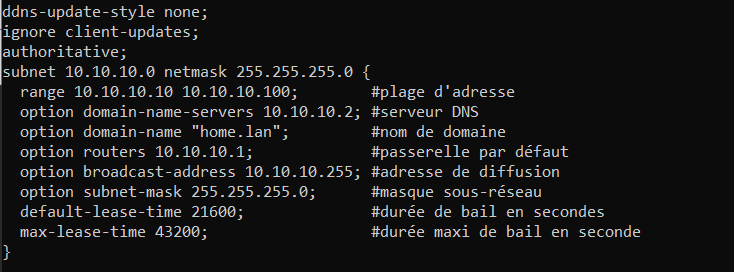 ddns-update-style none;
ignore client-updates;
authoritative;
subnet 10.10.10.0 netmask 255.255.255.0 {
  range 10.10.10.10 10.10.10.100;        #plage d'adresse
  option domain-name-servers 10.10.10.2; #serveur DNS
  option domain-name "home.lan";         #nom de domaine
  option routers 10.10.10.1;             #passerelle par défaut
  option broadcast-address 10.10.10.255; #adresse de diffusion
  option subnet-mask 255.255.255.0;      #masque sous-réseau
  default-lease-time 21600;              #durée de bail en secondes
  max-lease-time 43200;                  #durée maxi de bail en seconde
}